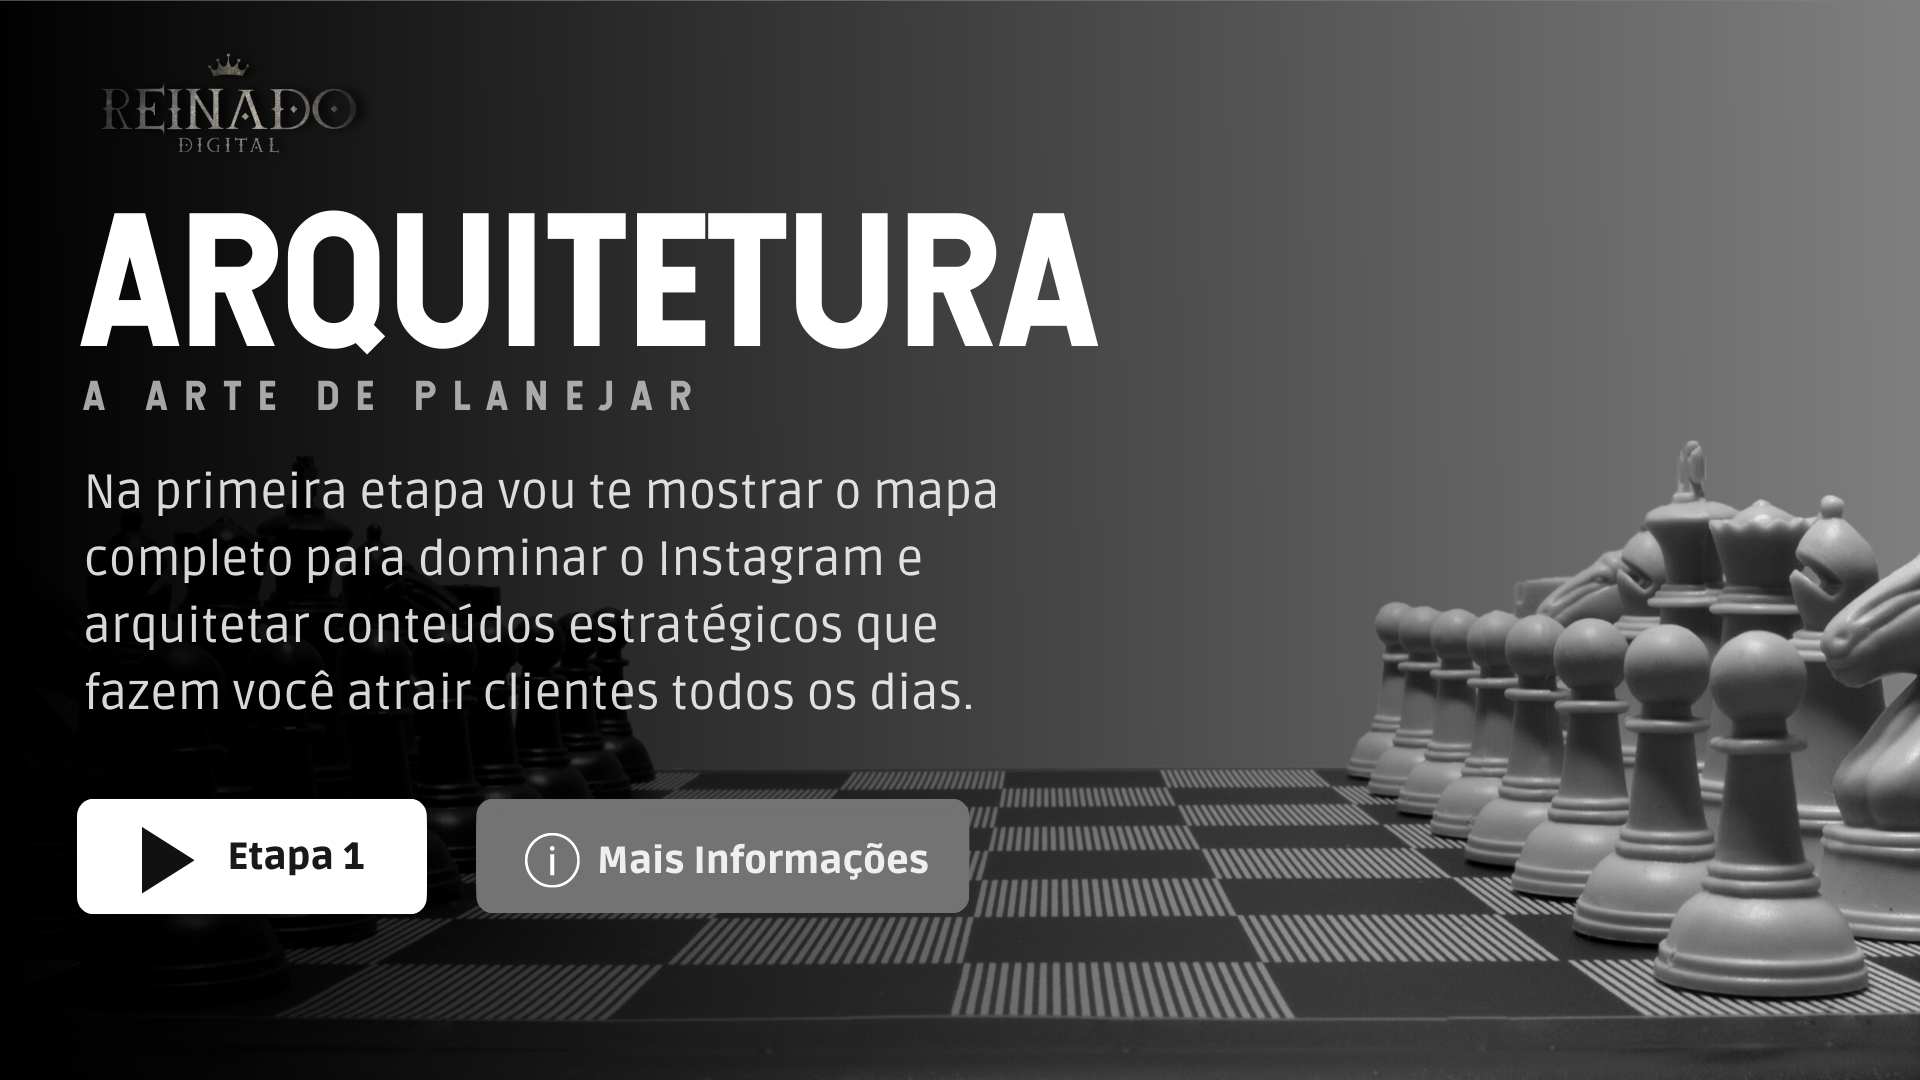 REINADO
DIGITAL
ARQUITETURA
A ARTE DE PLANEJAR
Na primeira etapa vou te mostrar o mapa
completo para dominar o Instagram e
arquitetar conteúdos estratégicos que
fazem você atrair clientes todos os dias.
Etapa 1
i Mais Informações